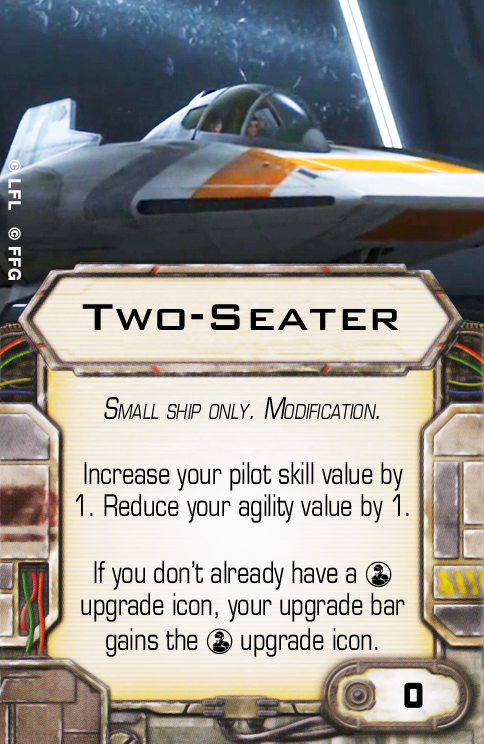 © LFL © FFG
Two-Seater
Small ship only. Modification.
Increase your pilot skill value by
1. Reduce your agility value by 1.
If you don't already have a
upgrade icon, your upgrade bar
gains the upgrade icon.
0